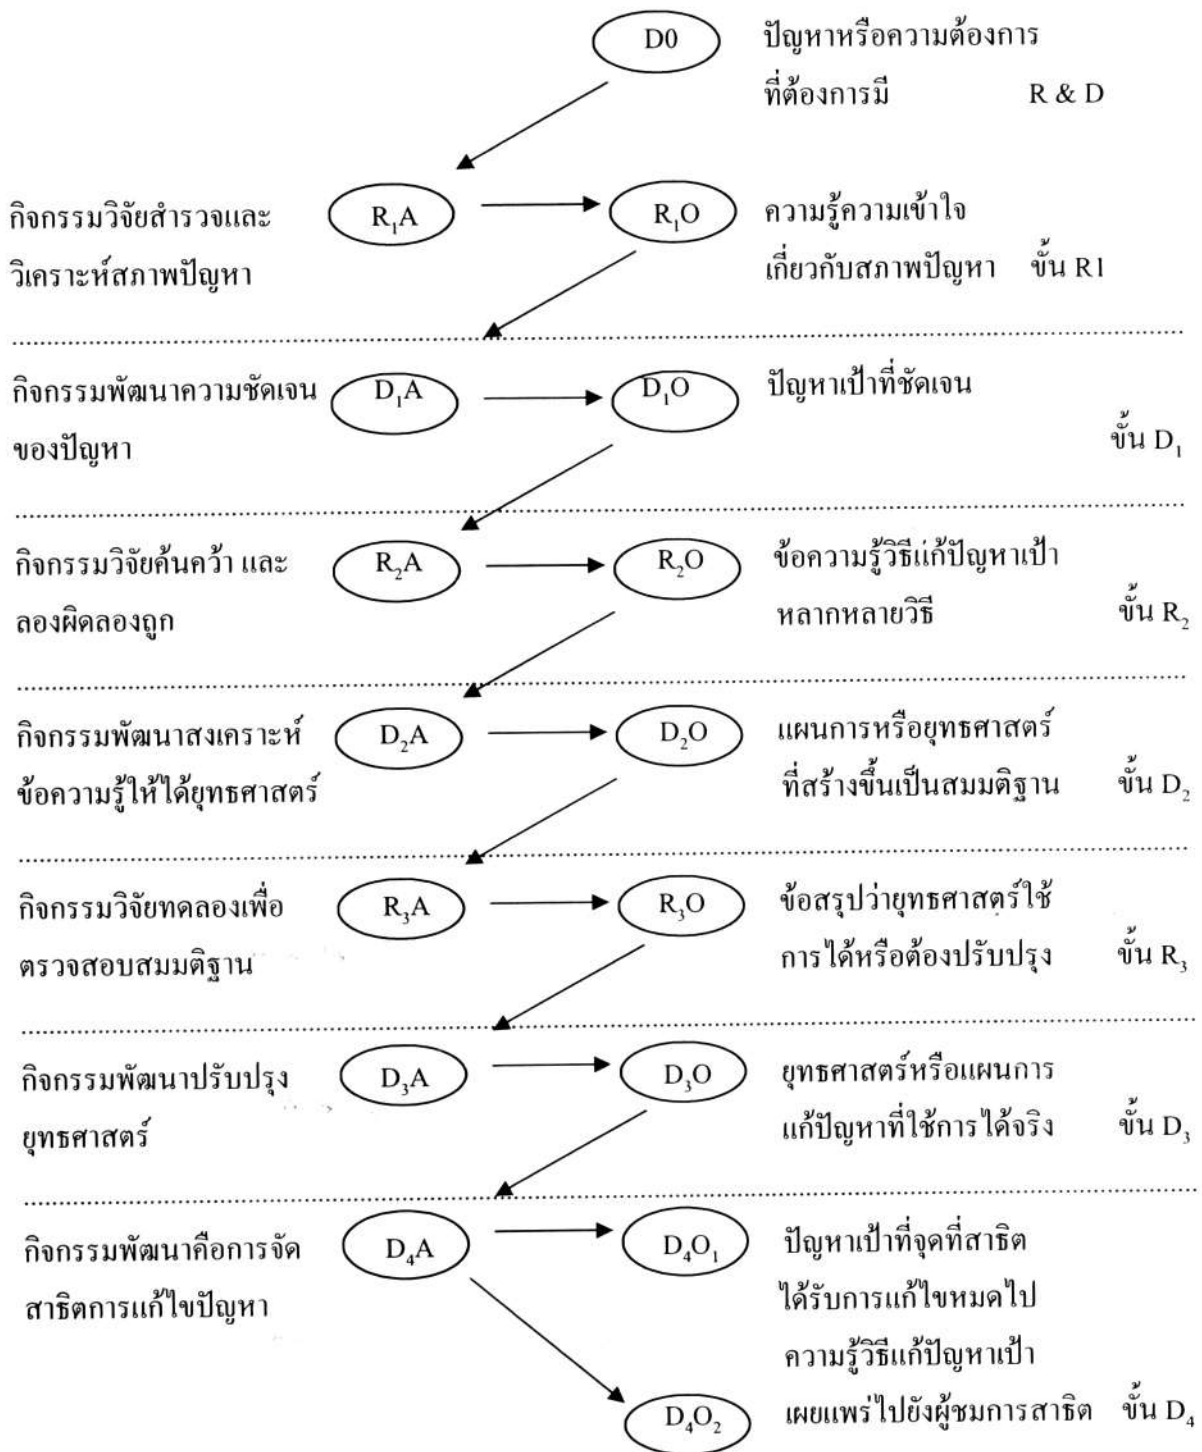 D0 ปัญหาหรือความต้องการ
ที่ต้องการมี R & D
กิจกรรมวิจัยสำรวจและ R₁A R₁O ความรู้ความเข้าใจ
วิเคราะห์สภาพปัญหา เกี่ยวกับสภาพปัญหา ขั้น R1
กิจกรรมพัฒนาความชัดเจน D₁A D₁O ปัญหาเป้าที่ชัดเจน
ของปัญหา ขั้น D₁
กิจกรรมวิจัยค้นคว้า และ R₂A R₂O ข้อความรู้วิธีแก้ปัญหาเป้า
ลองผิดลองถูก หลากหลายวิธี ขั้น R₂
กิจกรรมพัฒนาสงเคราะห์ D₂A D₂O แผนการหรือยุทธศาสตร์
ข้อความรู้ให้ได้ยุทธศาสตร์ ที่สร้างขึ้นเป็นสมมติฐาน ขั้น D₂
กิจกรรมวิจัยทดลองเพื่อ R₃A R₃O ข้อสรุปว่ายุทธศาสตร์ใช้
ตรวจสอบสมมติฐาน การได้หรือต้องปรับปรุง ขั้น R₃
กิจกรรมพัฒนาปรับปรุง D₃A D₃O ยุทธศาสตร์หรือแผนการ
ยุทธศาสตร์ แก้ปัญหาที่ใช้การได้จริง ขั้น D₃
กิจกรรมพัฒนาคือการจัด D₄A D₄O₁ ปัญหาเป้าที่จุดที่สาธิต
สาธิตการแก้ไขปัญหา ได้รับการแก้ไขหมดไป
ความรู้วิธีแก้ปัญหาเป้า
D₄O₂ เผยแพร่ไปยังผู้ชมการสาธิต ขั้น D₄